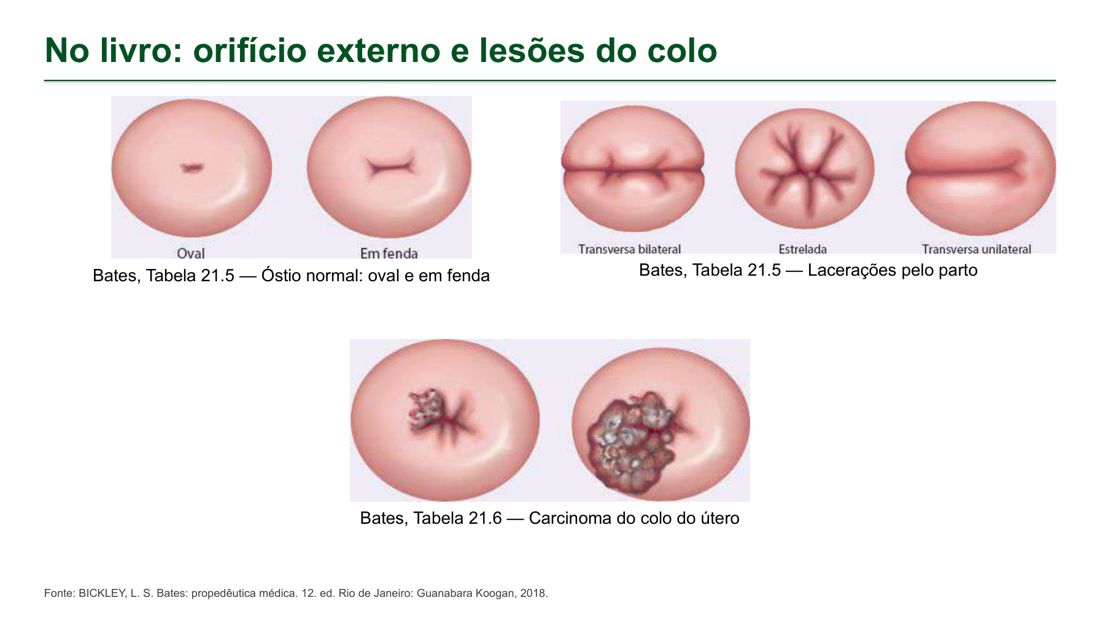 No livro: orifício externo e lesões do colo
Oval
Em fenda
Bates, Tabela 21.5 — Óstio normal: oval e em fenda
Transversa bilateral
Estrelada
Transversa unilateral
Bates, Tabela 21.5 — Lacerações pelo parto
Bates, Tabela 21.6 — Carcinoma do colo do útero
Fonte: BICKLEY, L. S. Bates: propedêutica médica. 12. ed. Rio de Janeiro: Guanabara Koogan, 2018.